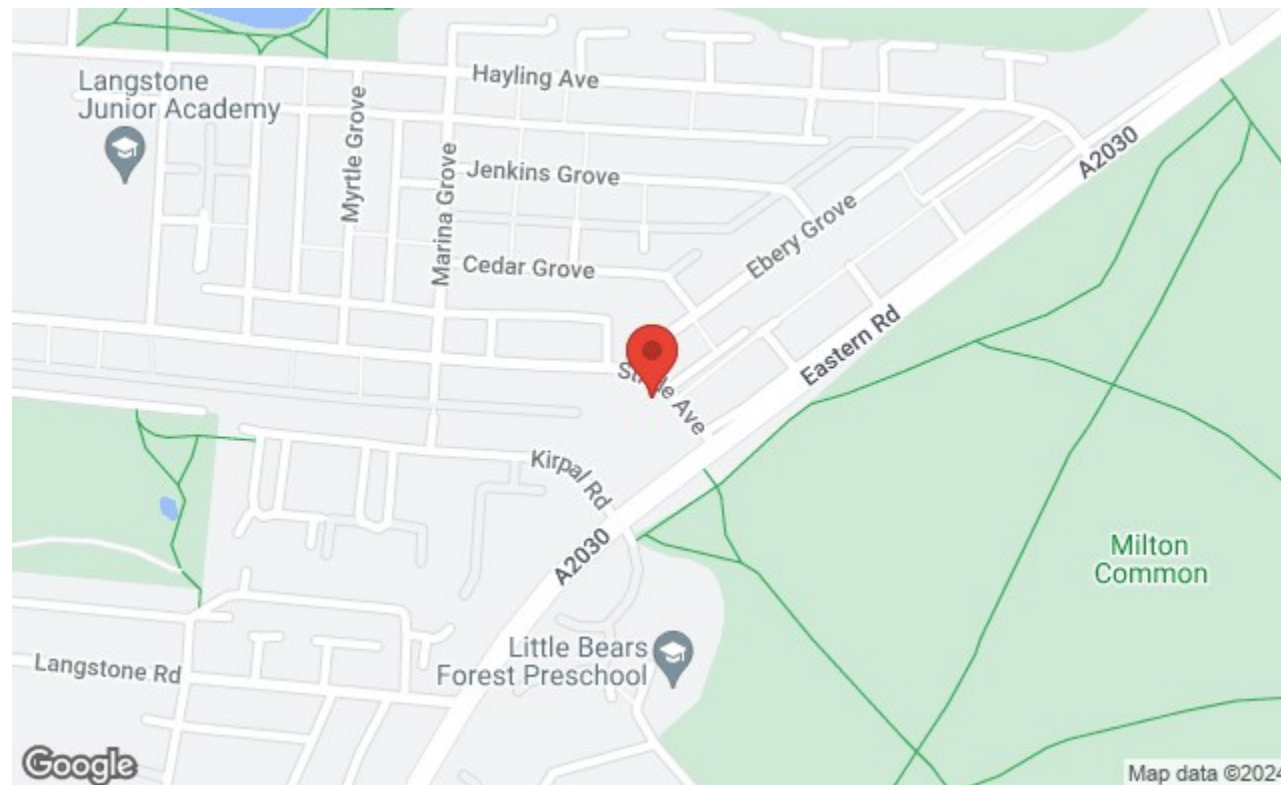 Langstone
Junior Academy
Hayling Ave
Myrtle Grove
Marina Grove
Jenkins Grove
Cedar Grove
Ebery Grove
A2030
Eastern Rd
Ave
Kirpal Rd
A2030
Milton
Common
Little Bears
Forest Preschool
Langstone Rd
Google
Map data ©2024